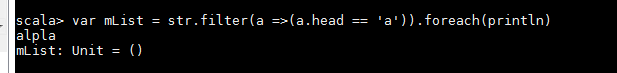 scala> var mList = str.filter(a =>(a.head == 'a')).foreach(println)
alpla
mList: Unit = ()